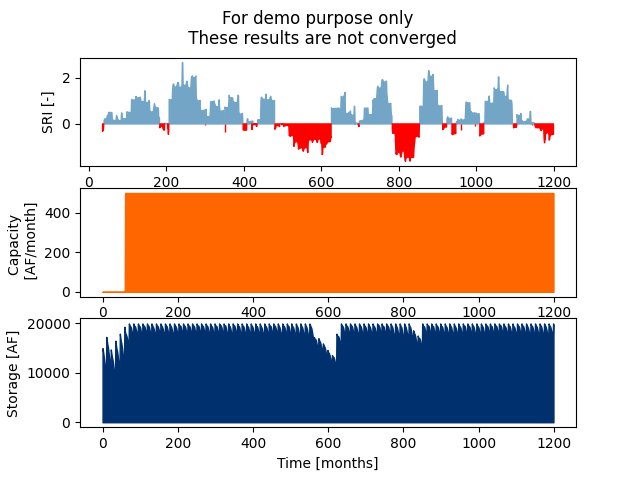 For demo purpose only
These results are not converged
SRI [-]
2
0
0 200 400 600 800 1000 1200
Capacity
[AF/month]
400
200
0
0 200 400 600 800 1000 1200
Storage [AF]
20000
10000
0
0 200 400 600 800 1000 1200
Time [months]